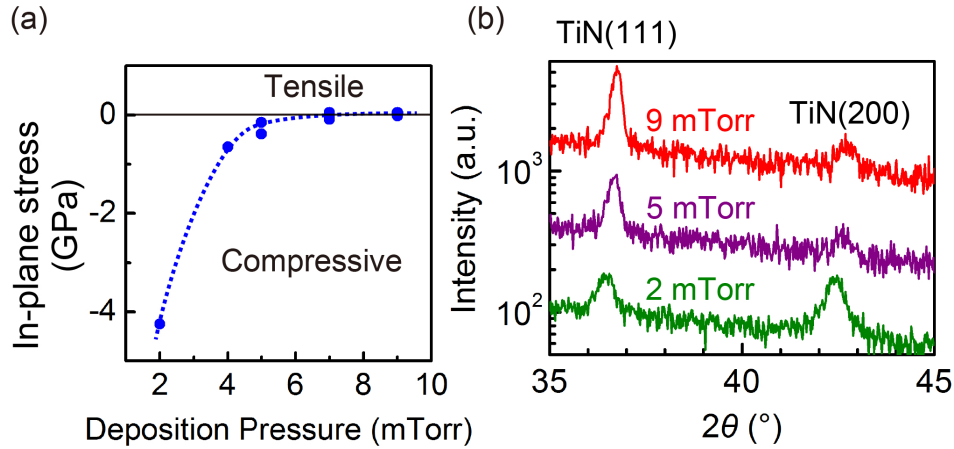 (a)
Tensile
Compressive
0
-2
-4
In-plane stress
(GPa)
2
4
6
8
10
Deposition Pressure (mTorr)
(b)
TiN(111)
TiN(200)
9 mTorr
5 mTorr
2 mTorr
10³
10²
Intensity (a.u.)
35
40
45
2θ (°)